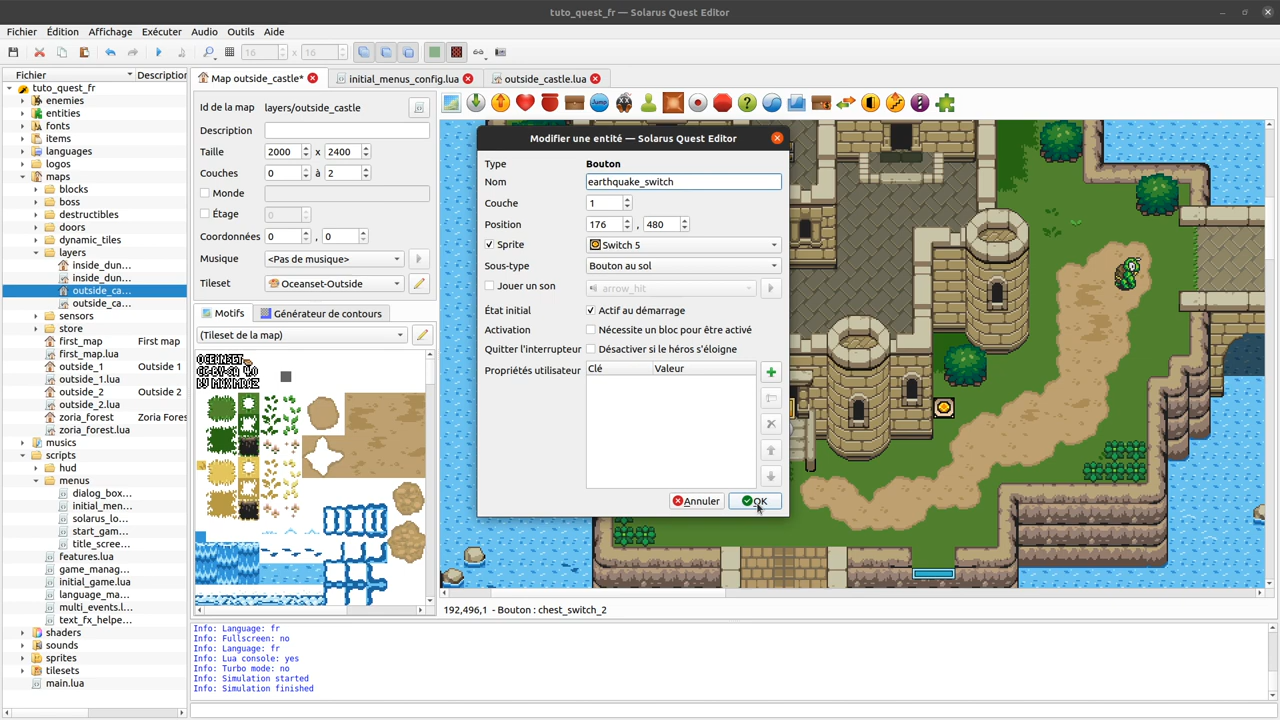 tuto_quest_fr — Solarus Quest Editor
Fichier Édition Affichage Exécuter Audio Outils Aide
16 x 16
Fichier Description
tuto_quest_fr
enemies
entities
fonts
items
languages
logos
maps
blocks
boss
destructibles
doors
dynamic_tiles
layers
inside_dun...
inside_dun...
outside_ca...
outside_ca...
sensors
store
first_map First map
first_map.lua
outside_1 Outside 1
outside_1.lua
outside_2 Outside 2
outside_2.lua
zoria_forest Zoria Fores
zoria_forest.lua
musics
scripts
hud
menus
dialog_box...
initial_men...
solarus_lo...
start_gam...
title_scree...
features.lua
game_manag...
initial_game.lua
language_ma...
multi_events.l...
text_fx_helpe...
shaders
sounds
sprites
tilesets
main.lua
Map outside_castle* initial_menus_config.lua outside_castle.lua
Id de la map layers/outside_castle
Description
Taille 2000 x 2400
Couches 0 à 2
Monde
Étage 0
Coordonnées 0 , 0
Musique <Pas de musique>
Tileset Oceanset-Outside
Motifs Générateur de contours
(Tileset de la map)
Jump
Modifier une entité — Solarus Quest Editor
Type Bouton
Nom earthquake_switch
Couche 1
Position 176 , 480
Sprite Switch 5
Sous-type Bouton au sol
Jouer un son arrow_hit
État initial Actif au démarrage
Activation Nécessite un bloc pour être activé
Quitter l'interrupteur Désactiver si le héros s'éloigne
Propriétés utilisateur Clé Valeur
Annuler OK
192,496,1 - Bouton : chest_switch_2
Info: Language: fr
Info: Fullscreen: no
Info: Language: fr
Info: Lua console: yes
Info: Turbo mode: no
Info: Simulation started
Info: Simulation finished